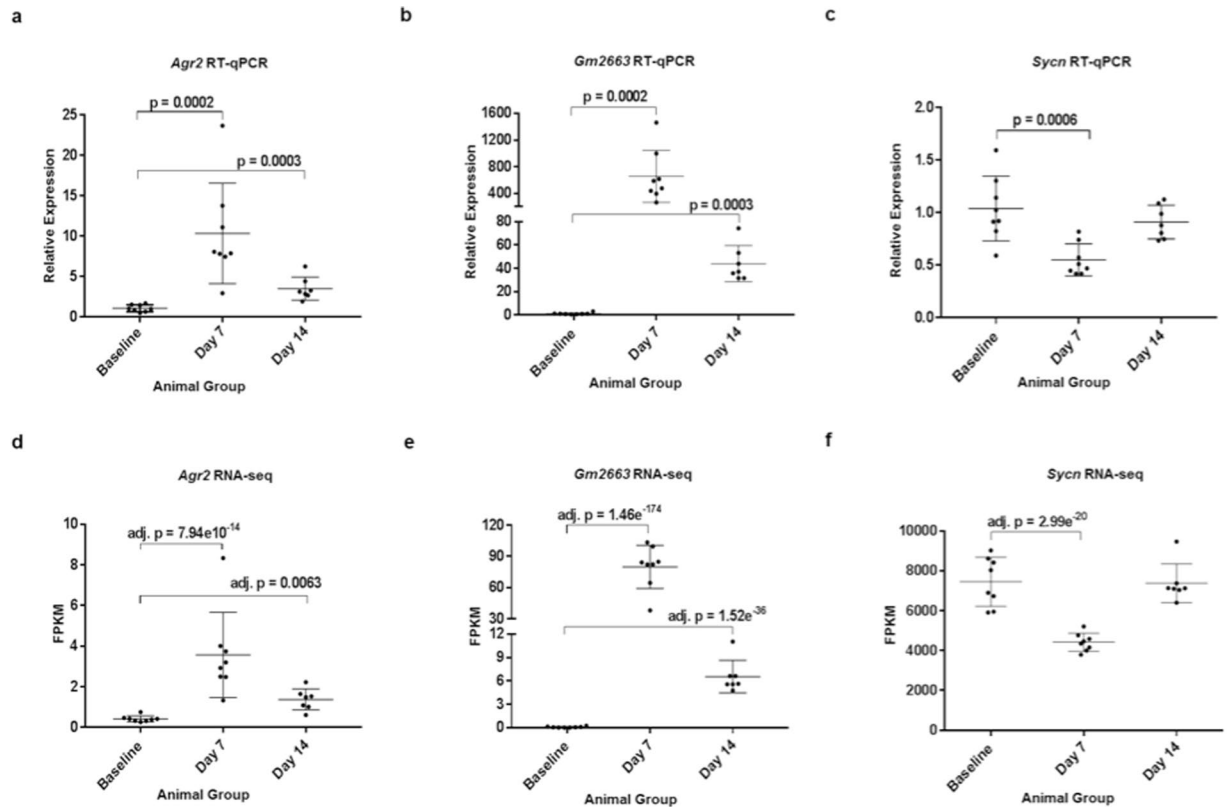 a
Agr2 RT-qPCR
p = 0.0002
p = 0.0003
25
20
15
10
5
0
Relative Expression
Baseline
Day 7
Day 14
Animal Group
b
Gm2663 RT-qPCR
p = 0.0002
p = 0.0003
1600
1200
800
400
80
60
40
20
0
Relative Expression
Baseline
Day 7
Day 14
Animal Group
c
Sycn RT-qPCR
p = 0.0006
2.0
1.5
1.0
0.5
0.0
Relative Expression
Baseline
Day 7
Day 14
Animal Group
d
Agr2 RNA-seq
adj. p = 7.94e10-14
adj. p = 0.0063
10
8
6
4
2
0
FPKM
Baseline
Day 7
Day 14
Animal Group
e
Gm2663 RNA-seq
adj. p = 1.46e-174
adj. p = 1.52e-36
120
90
60
30
12
9
6
3
0
FPKM
Baseline
Day 7
Day 14
Animal Group
f
Sycn RNA-seq
adj. p = 2.99e-20
10000
8000
6000
4000
2000
0
FPKM
Baseline
Day 7
Day 14
Animal Group